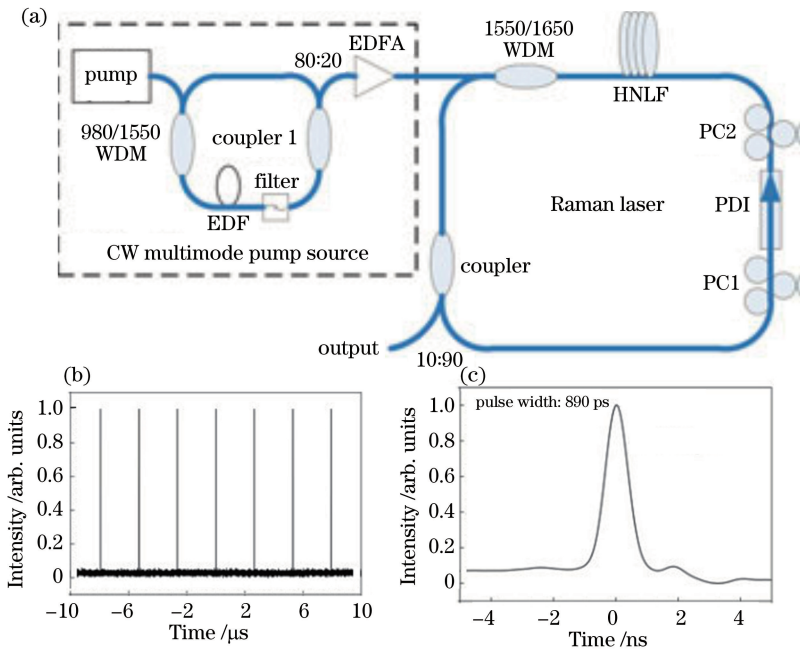 (a)
pump
80:20
EDFA
1550/1650
WDM
HNLF
980/1550
WDM
coupler 1
filter
EDF
CW multimode pump source
PC2
Raman laser
PDI
PC1
coupler
output
10:90
(b)
Intensity /arb. units
1.0
0.8
0.6
0.4
0.2
0
−10
−6
−2
2
6
10
Time /μs
(c)
pulse width: 890 ps
Intensity /arb. units
1.0
0.8
0.6
0.4
0.2
0
−4
−2
0
2
4
Time /ns